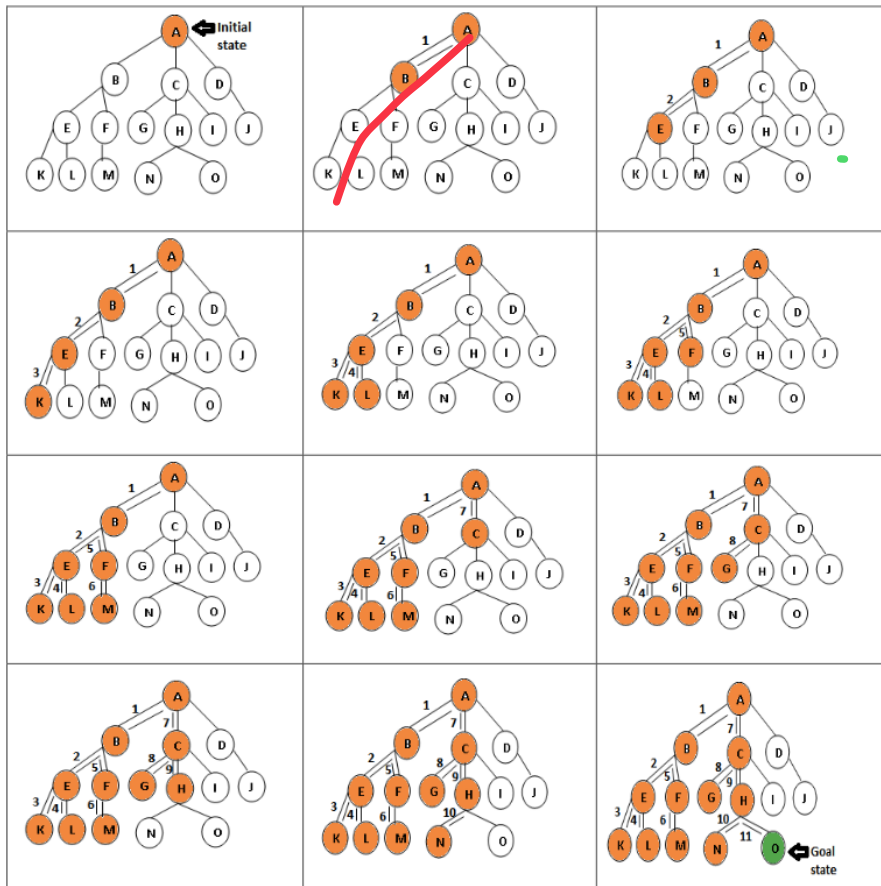 A Initial
state
B C D
E F G H I J
K L M N O
A
1
B C D
E F G H I J
K L M N O
A
1
B C D
2
E F G H I J
K L M N O
A
1
B C D
2
E F G H I J
3
K L M N O
A
1
B C D
2
E F G H I J
3 4
K L M N O
A
1
B C D
2 5
E F G H I J
3 4
K L M N O
A
1
B C D
2 5
E F G H I J
3 4 6
K L M N O
A
1 7
B C D
2 5
E F G H I J
3 4 6
K L M N O
A
1 7
B C D
2 5 8
E F G H I J
3 4 6
K L M N O
A
1 7
B C D
2 5 8 9
E F G H I J
3 4 6
K L M N O
A
1 7
B C D
2 5 8 9
E F G H I J
3 4 6 10
K L M N O
A
1 7
B C D
2 5 8 9
E F G H I J
3 4 6 10 11
K L M N O Goal
state